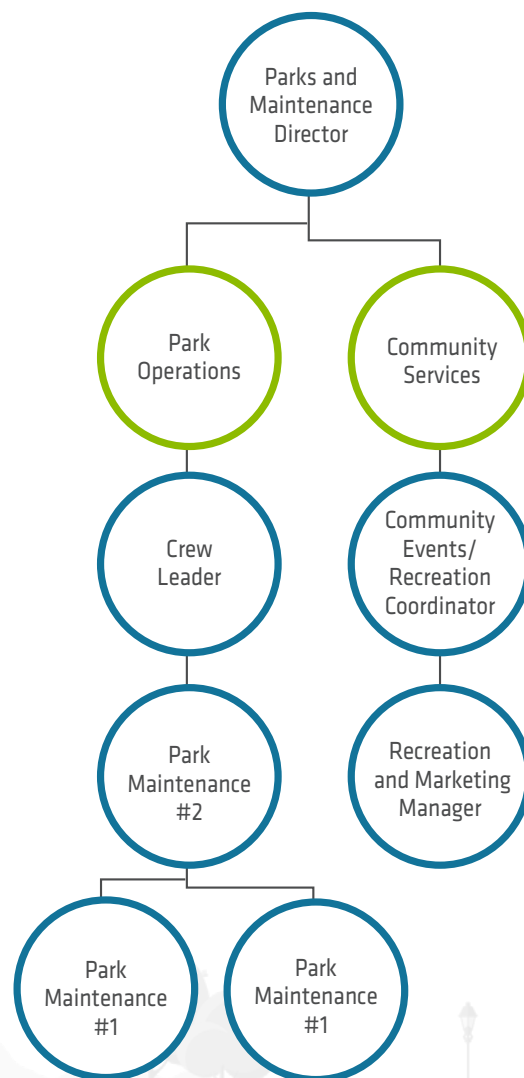 Parks and
Maintenance
Director
Park
Operations
Community
Services
Crew
Leader
Community
Events/
Recreation
Coordinator
Park
Maintenance
#2
Recreation
and Marketing
Manager
Park
Maintenance
#1
Park
Maintenance
#1